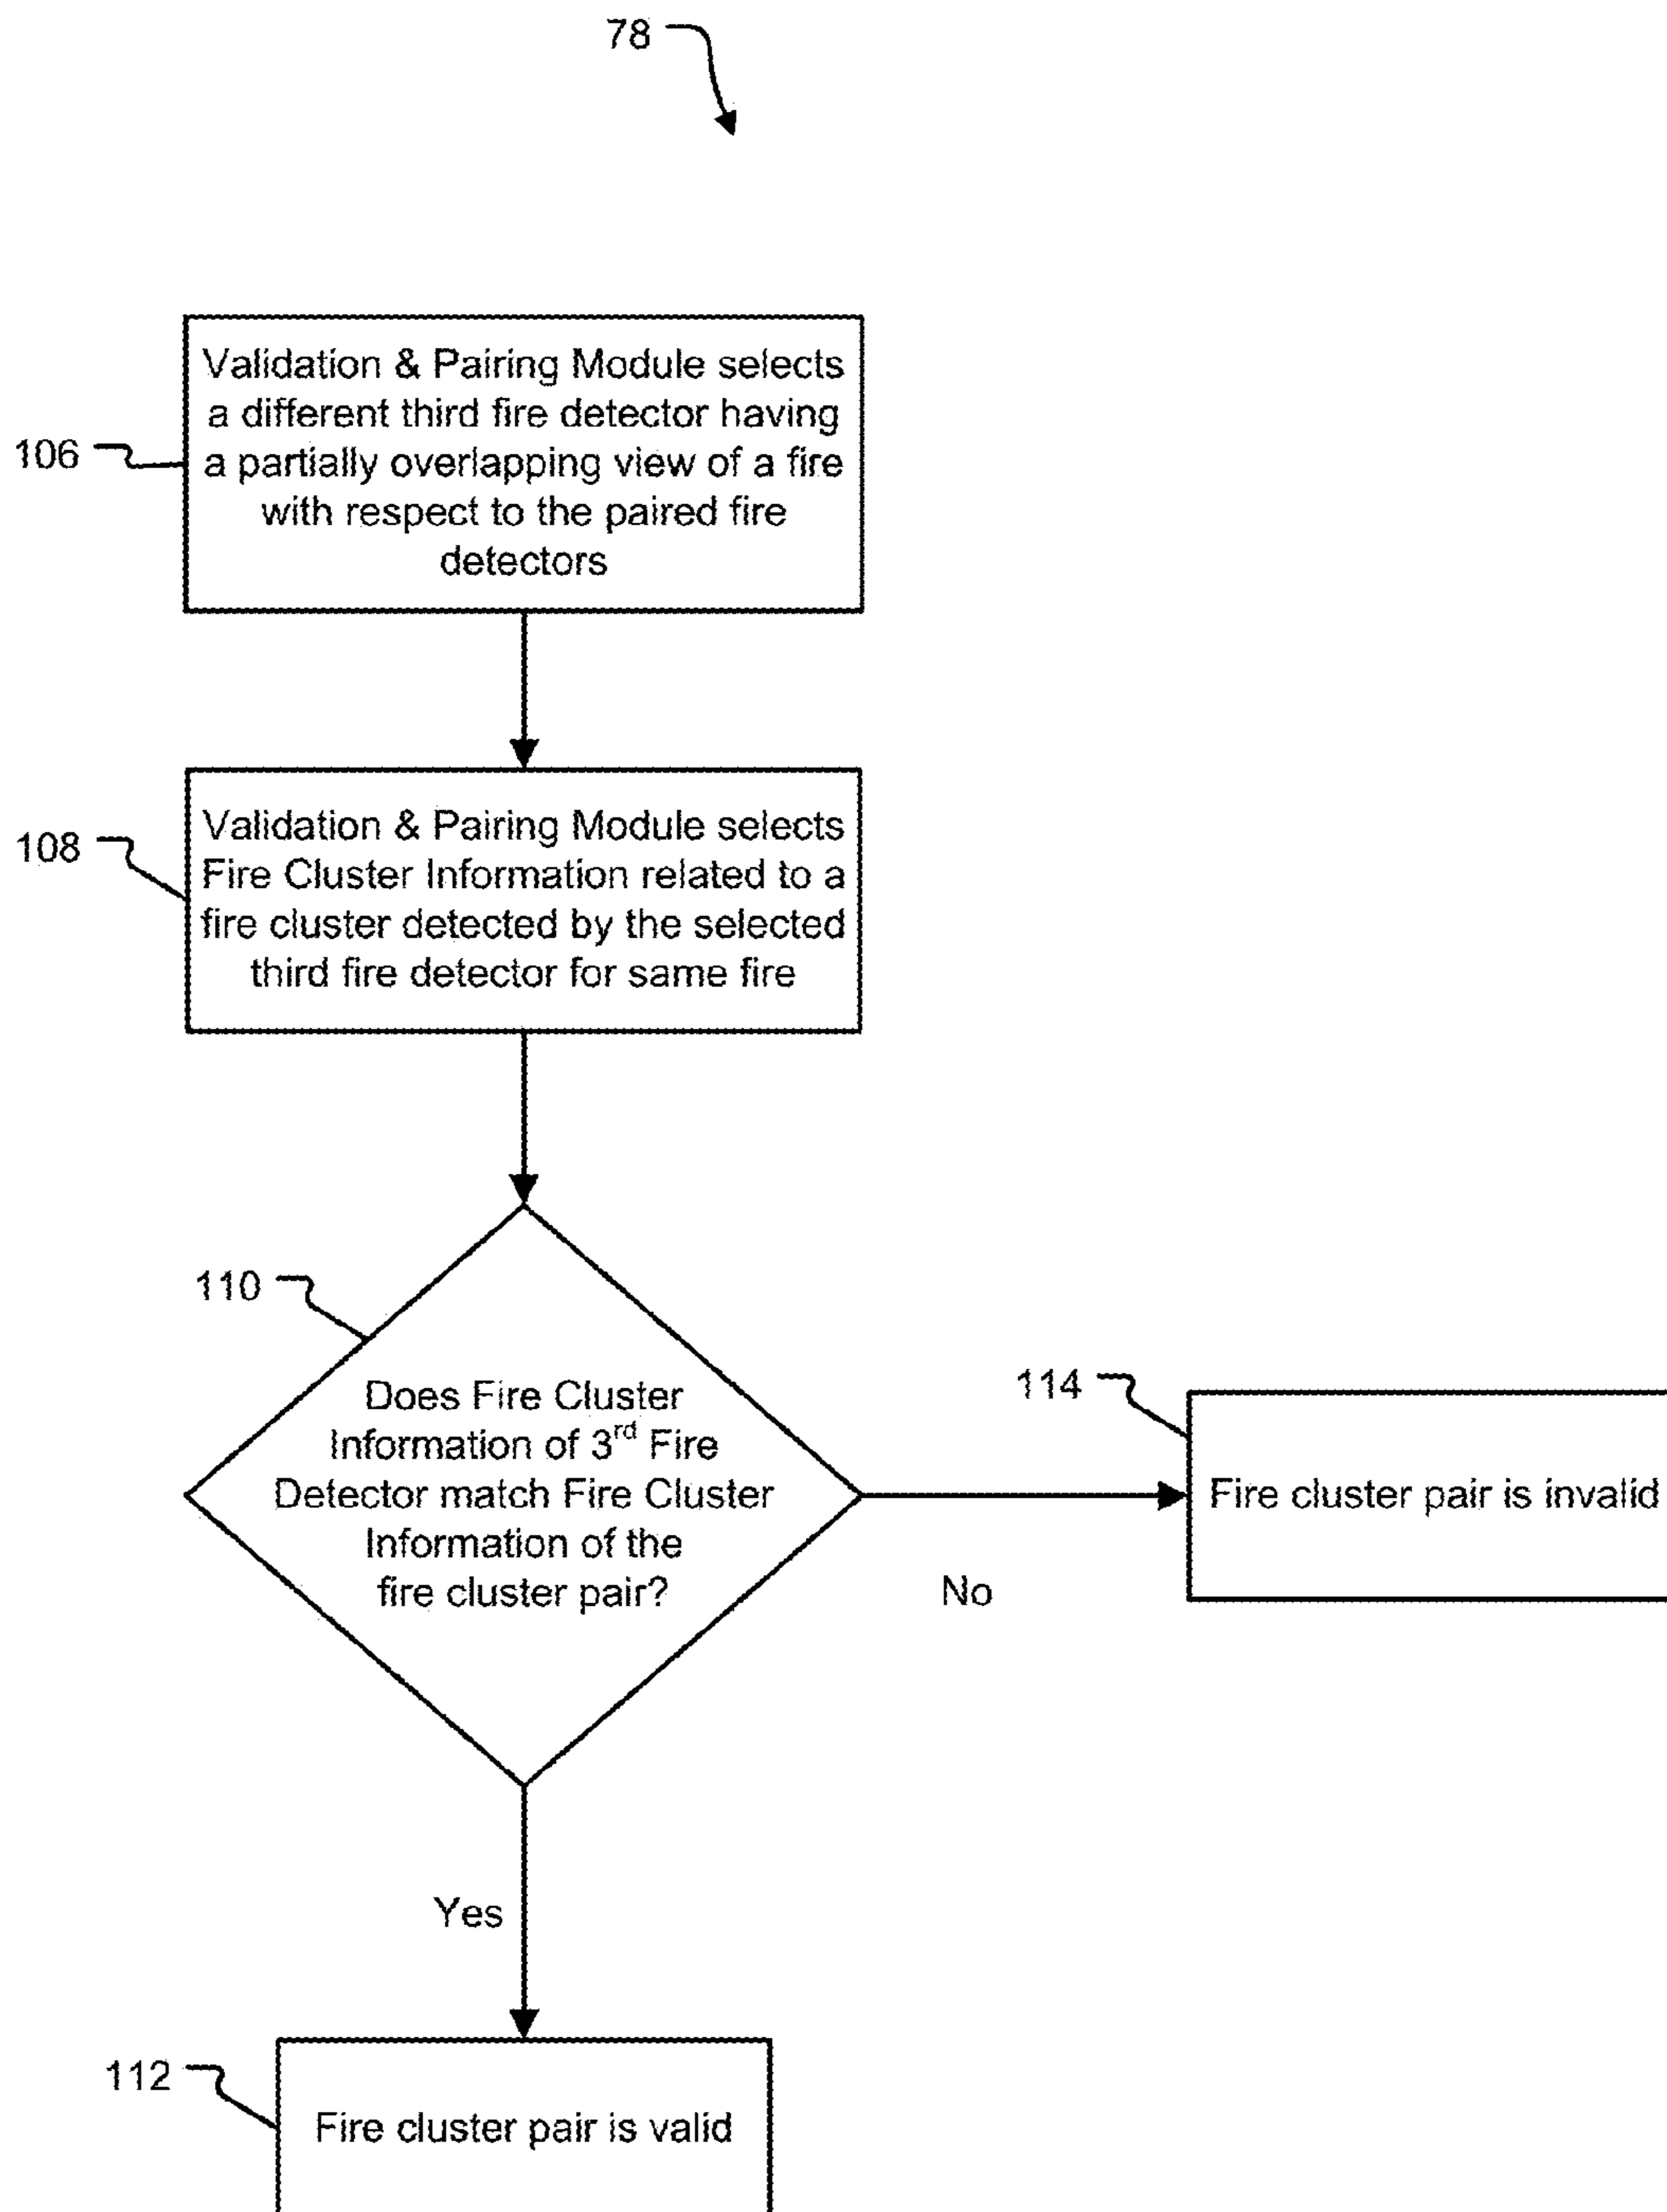 78
106
Validation & Pairing Module selects
a different third fire detector having
a partially overlapping view of a fire
with respect to the paired fire
detectors
108
Validation & Pairing Module selects
Fire Cluster Information related to a
fire cluster detected by the selected
third fire detector for same fire
110
Does Fire Cluster
Information of 3rd Fire
Detector match Fire Cluster
Information of the
fire cluster pair?
114
Fire cluster pair is invalid
No
Yes
112
Fire cluster pair is valid